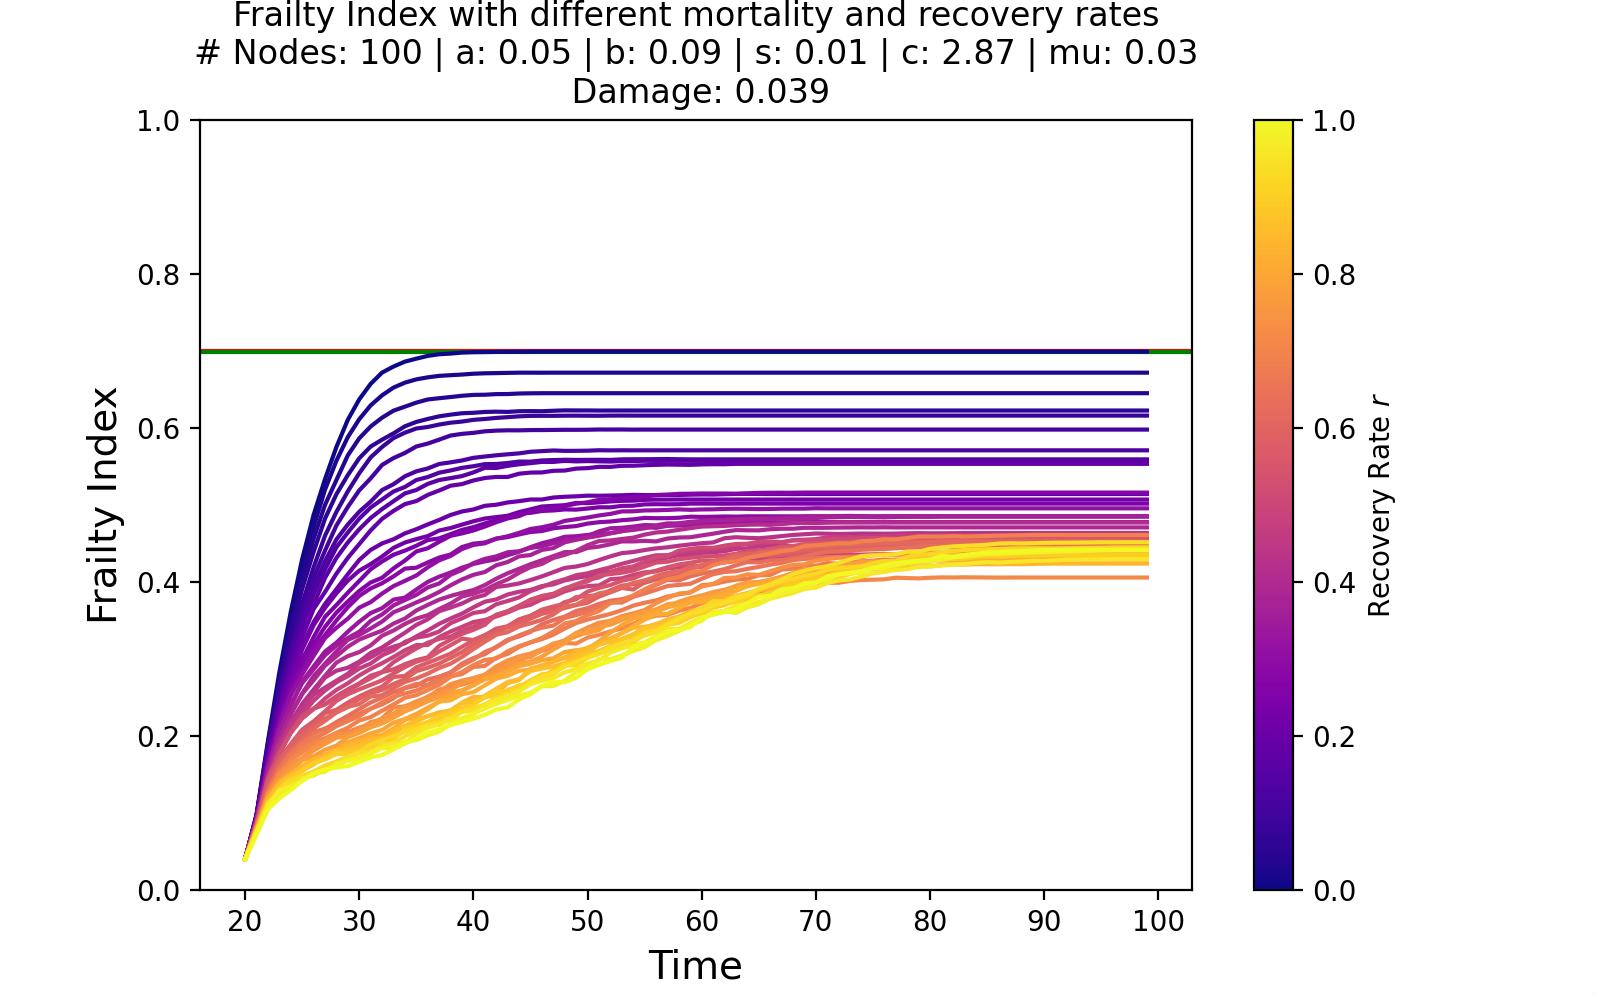 Frailty Index with different mortality and recovery rates
# Nodes: 100 | a: 0.05 | b: 0.09 | s: 0.01 | c: 2.87 | mu: 0.03
Damage: 0.039
Frailty Index
1.0
0.8
0.6
0.4
0.2
0.0
20 30 40 50 60 70 80 90 100
Time
1.0
0.8
0.6
0.4
0.2
0.0
Recovery Rate r